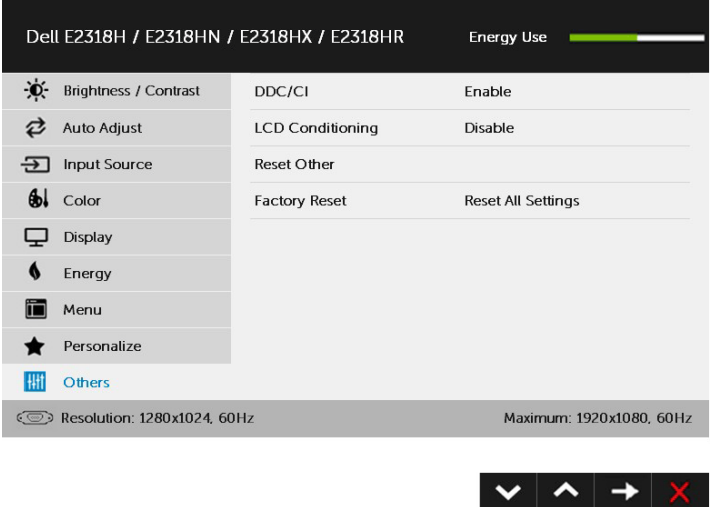 Dell E2318H / E2318HN / E2318HX / E2318HR Energy Use
Brightness / Contrast DDC/CI Enable
Auto Adjust LCD Conditioning Disable
Input Source Reset Other
Color Factory Reset Reset All Settings
Display
Energy
Menu
Personalize
Others
Resolution: 1280x1024, 60Hz Maximum: 1920x1080, 60Hz